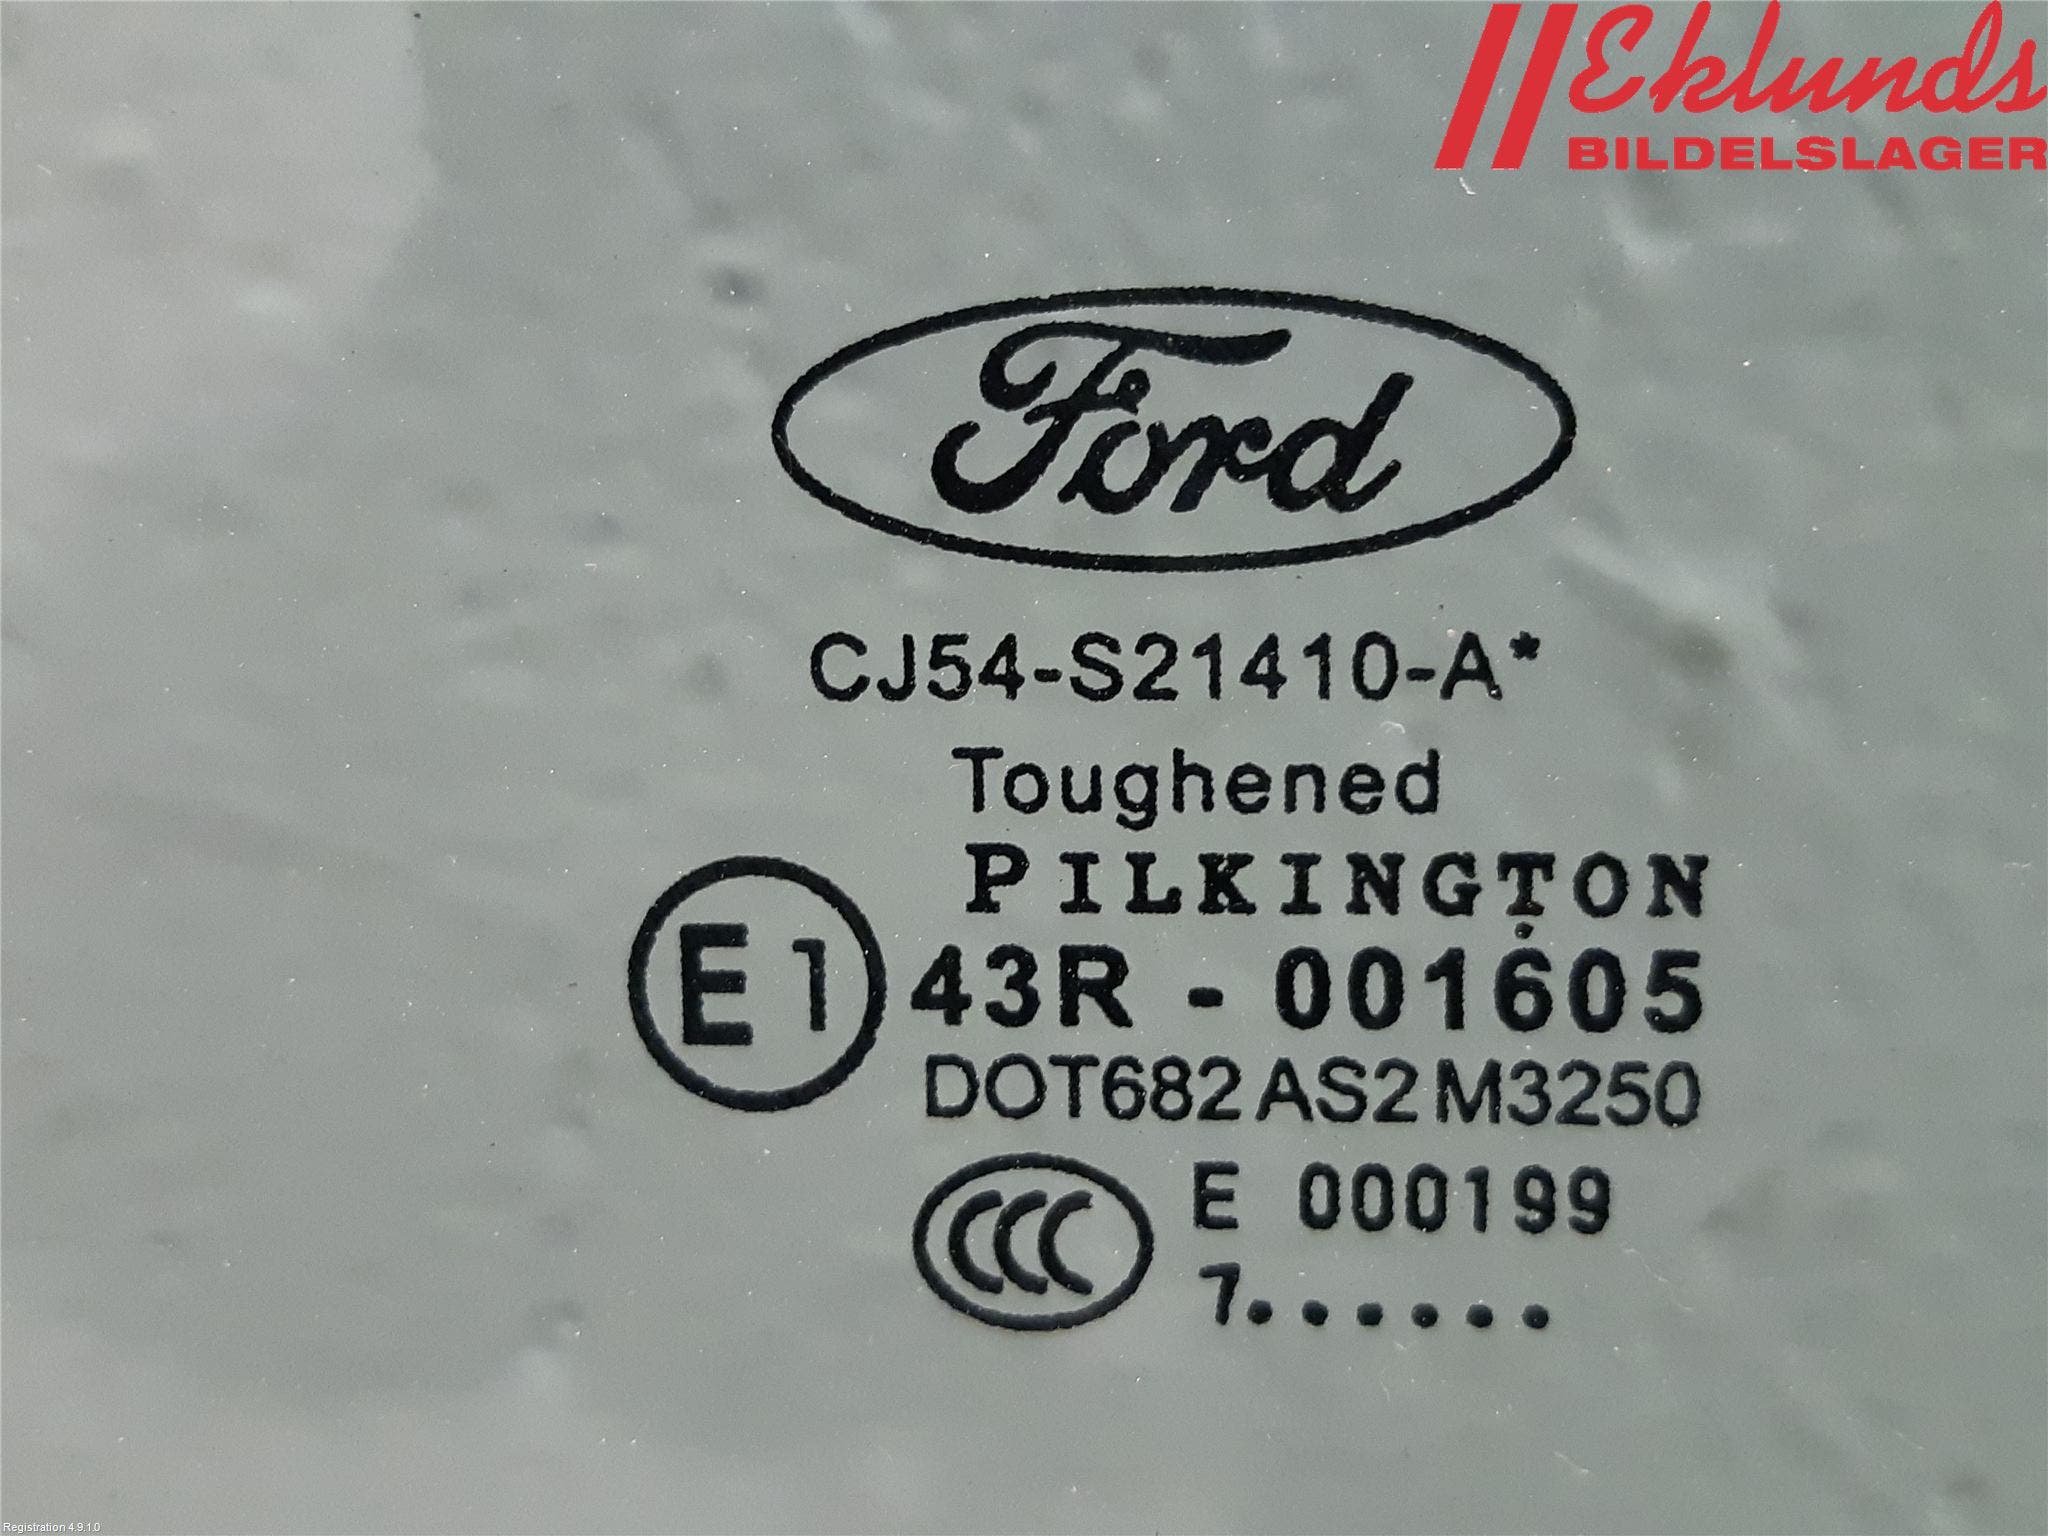 Eklunds
BILDELSLAGER
Ford
CJ54-S21410-A*
Toughened
PILKINGTON
E1 43R - 001605
DOT682 AS2 M3250
CCC E 000199
7......
Registration 4.9.1.0